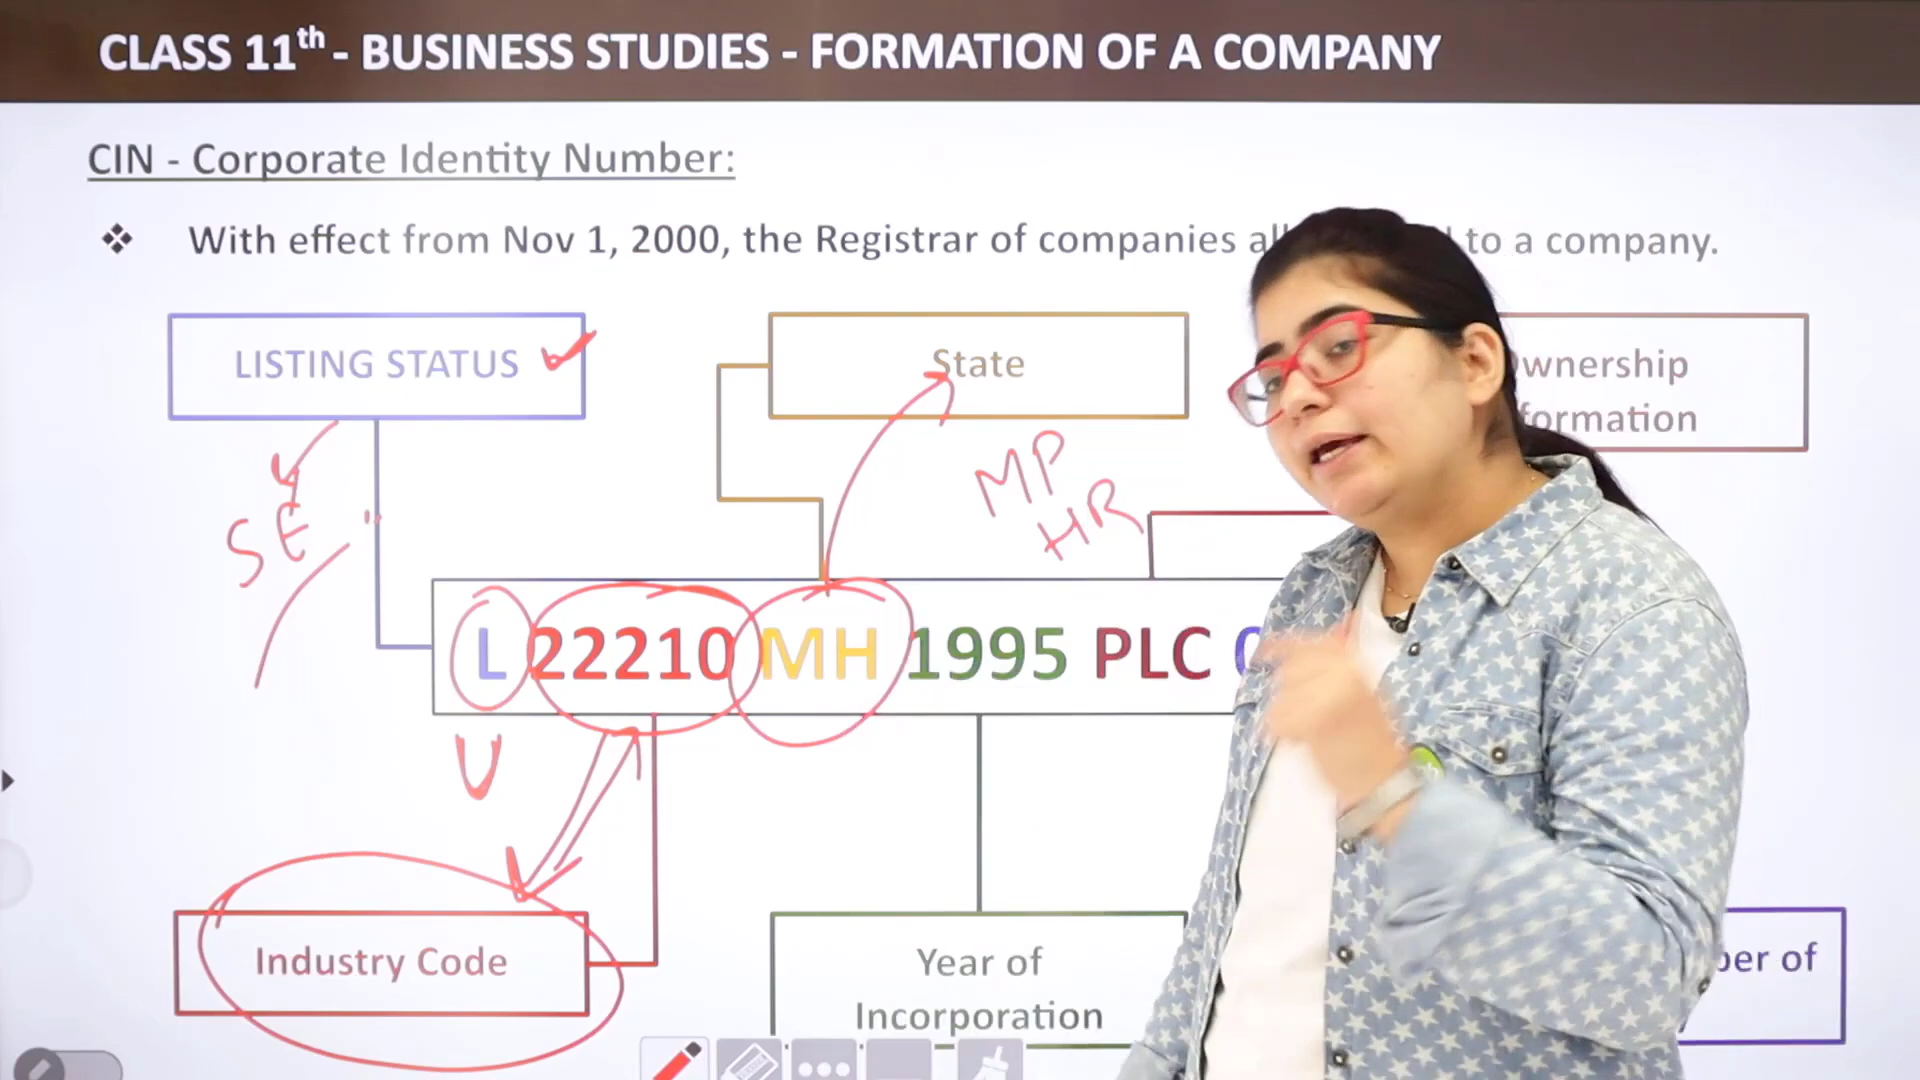 CLASS 11th - BUSINESS STUDIES - FORMATION OF A COMPANY
CIN - Corporate Identity Number:
❖ With effect from Nov 1, 2000, the Registrar of companies to a company.
LISTING STATUS
State
wnership
formation
SE
MP
HR
L 22210 MH 1995 PLC
U
Industry Code
Year of
Incorporation
ber of